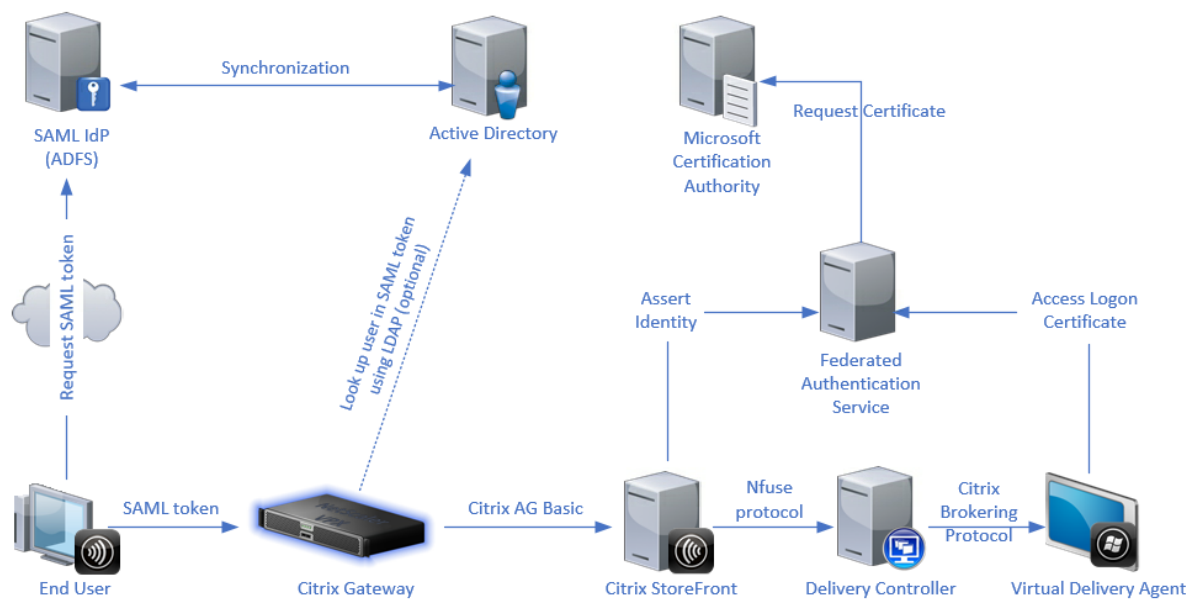 Synchronization
SAML IdP
(ADFS)
Active Directory
Request Certificate
Microsoft
Certification
Authority
Request SAML token
Look up user in SAML token
using LDAP (optional)
Assert
Identity
Access Logon
Certificate
Federated
Authentication
Service
SAML token
Citrix AG Basic
Nfuse
protocol
Citrix
Brokering
Protocol
End User
Citrix Gateway
Citrix StoreFront
Delivery Controller
Virtual Delivery Agent